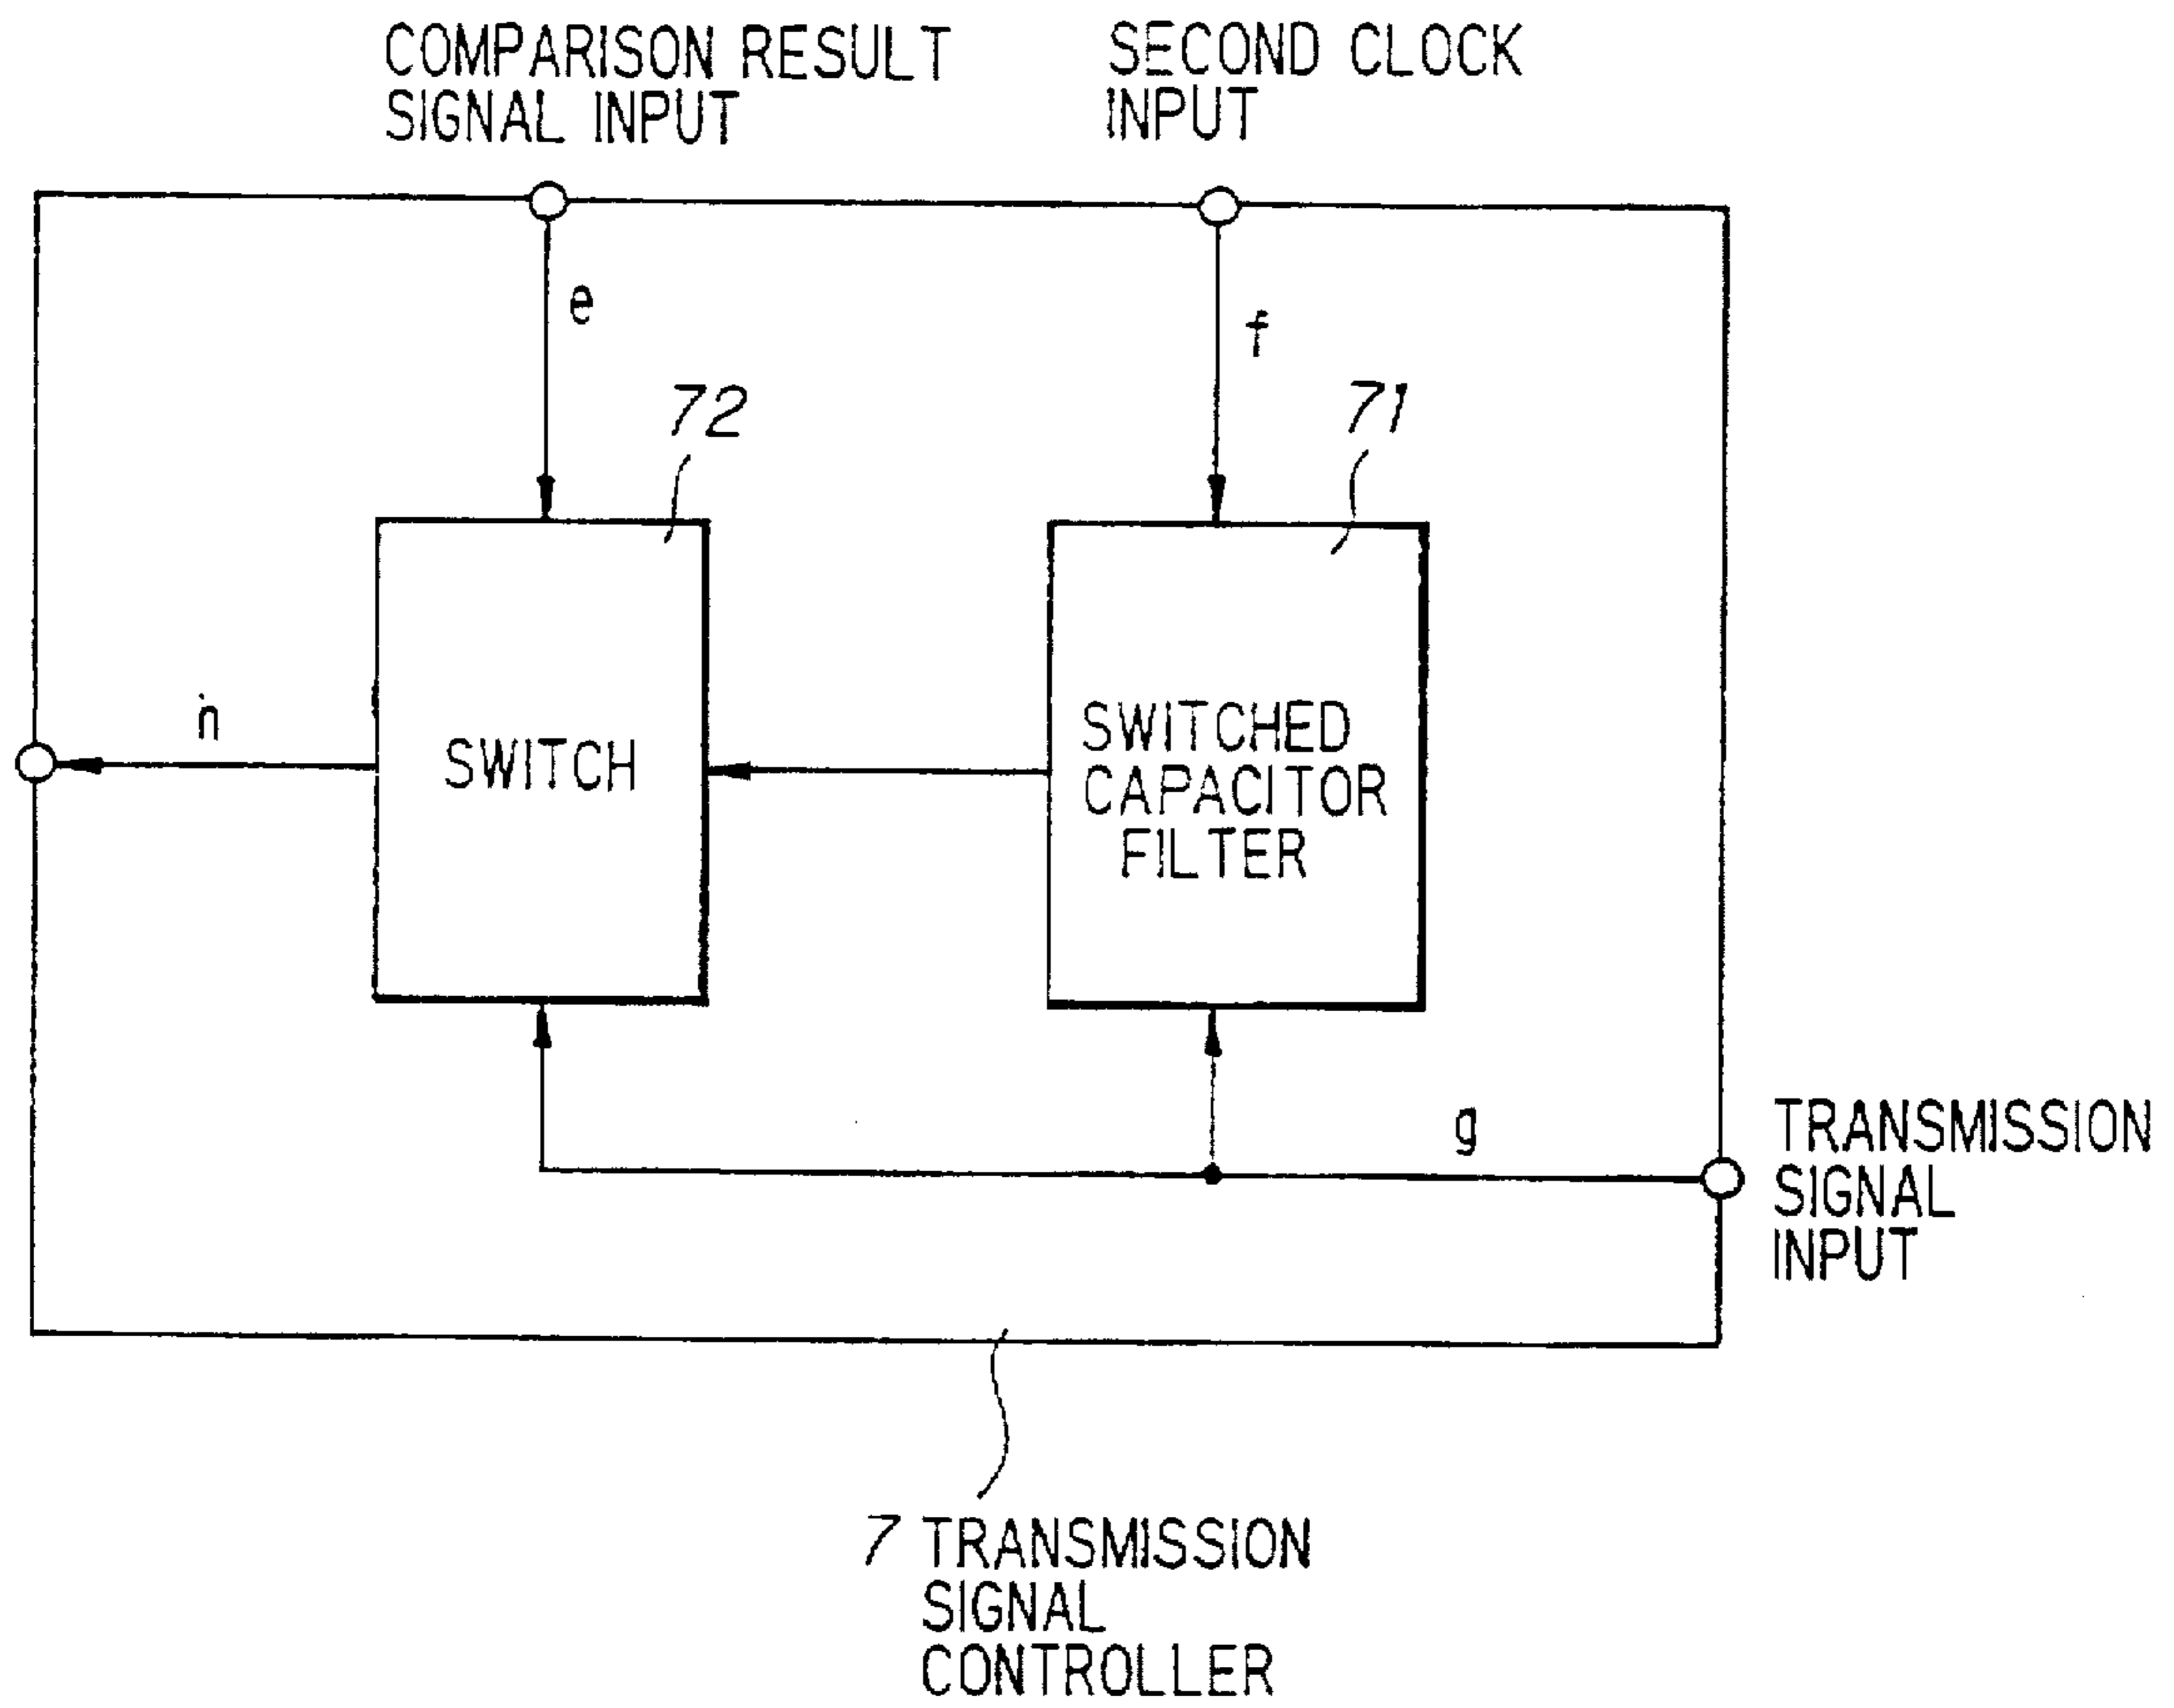 COMPARISON RESULT
SIGNAL INPUT
SECOND CLOCK
INPUT
e
f
72
71
n
SWITCH
SWITCHED
CAPACITOR
FILTER
g
TRANSMISSION
SIGNAL
INPUT
7 TRANSMISSION
SIGNAL
CONTROLLER